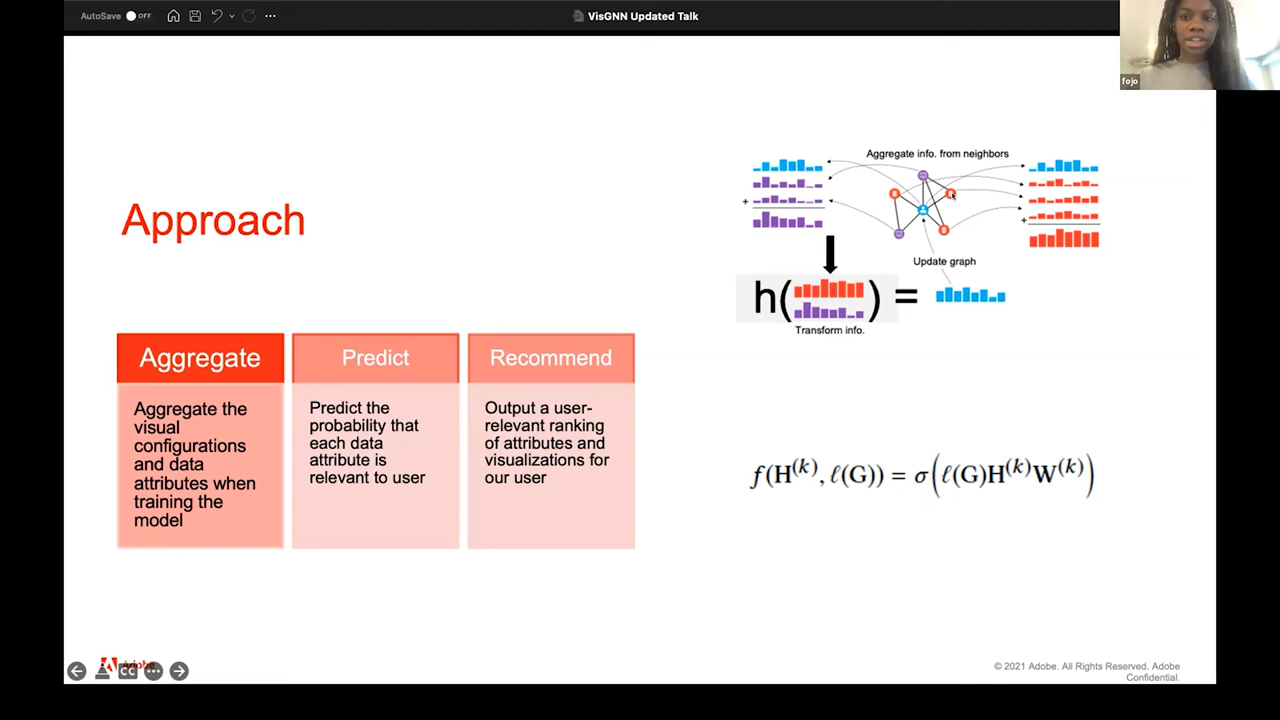 AutoSave OFF
VisGNN Updated Talk
fojo
Approach
Aggregate info. from neighbors
+
+
Update graph
h( ) =
Transform info.
Aggregate
Aggregate the
visual
configurations
and data
attributes when
training the
model
Predict
Predict the
probability that
each data
attribute is
relevant to user
Recommend
Output a user-
relevant ranking
of attributes and
visualizations for
our user
f(H^(k), ℓ(G)) = σ(ℓ(G)H^(k)W^(k))
Adobe
CC
© 2021 Adobe. All Rights Reserved. Adobe
Confidential.